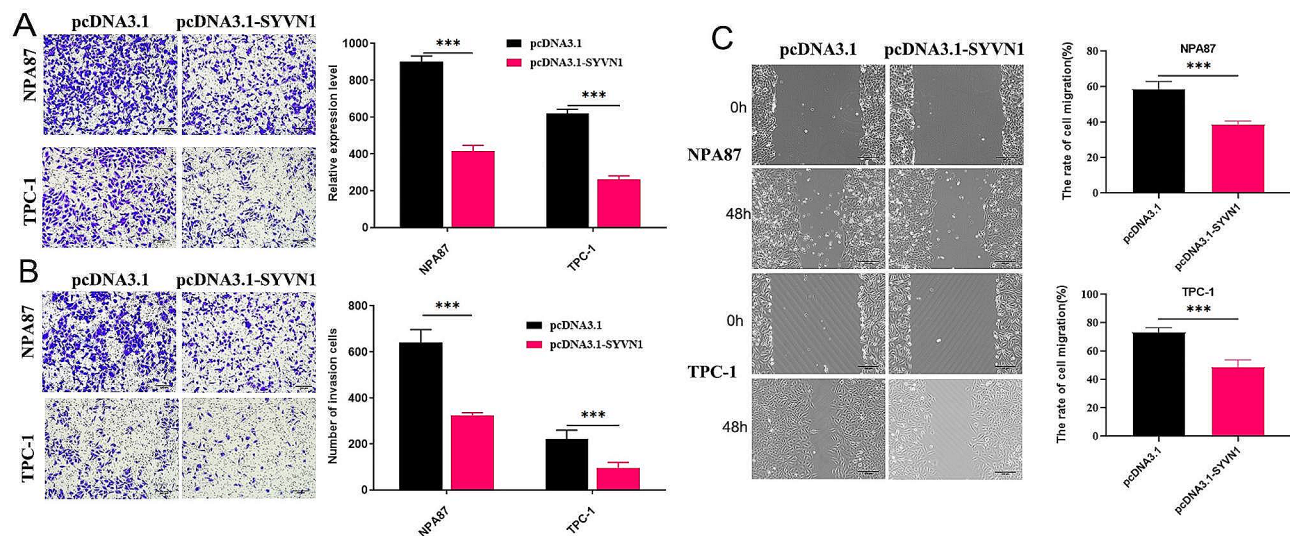 A
pcDNA3.1 pcDNA3.1-SYVN1
NPA87
TPC-1
Relative expression level
1000
800
600
400
200
0
***
***
pcDNA3.1
pcDNA3.1-SYVN1
NPA87
TPC-1
B
pcDNA3.1 pcDNA3.1-SYVN1
NPA87
TPC-1
Number of invasion cells
800
600
400
200
0
***
***
pcDNA3.1
pcDNA3.1-SYVN1
NPA87
TPC-1
C
pcDNA3.1 pcDNA3.1-SYVN1
0h
NPA87
48h
0h
TPC-1
48h
NPA87
The rate of cell migration(%)
80
60
40
20
0
***
pcDNA3.1
pcDNA3.1-SYVN1
TPC-1
The rate of cell migration(%)
100
80
60
40
20
0
***
pcDNA3.1
pcDNA3.1-SYVN1